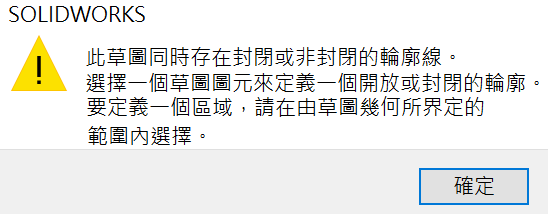 SOLIDWORKS
此草圖同時存在封閉或非封閉的輪廓線。
選擇一個草圖圖元來定義一個開放或封閉的輪廓。
要定義一個區域，請在由草圖幾何所界定的
範圍內選擇。
確定